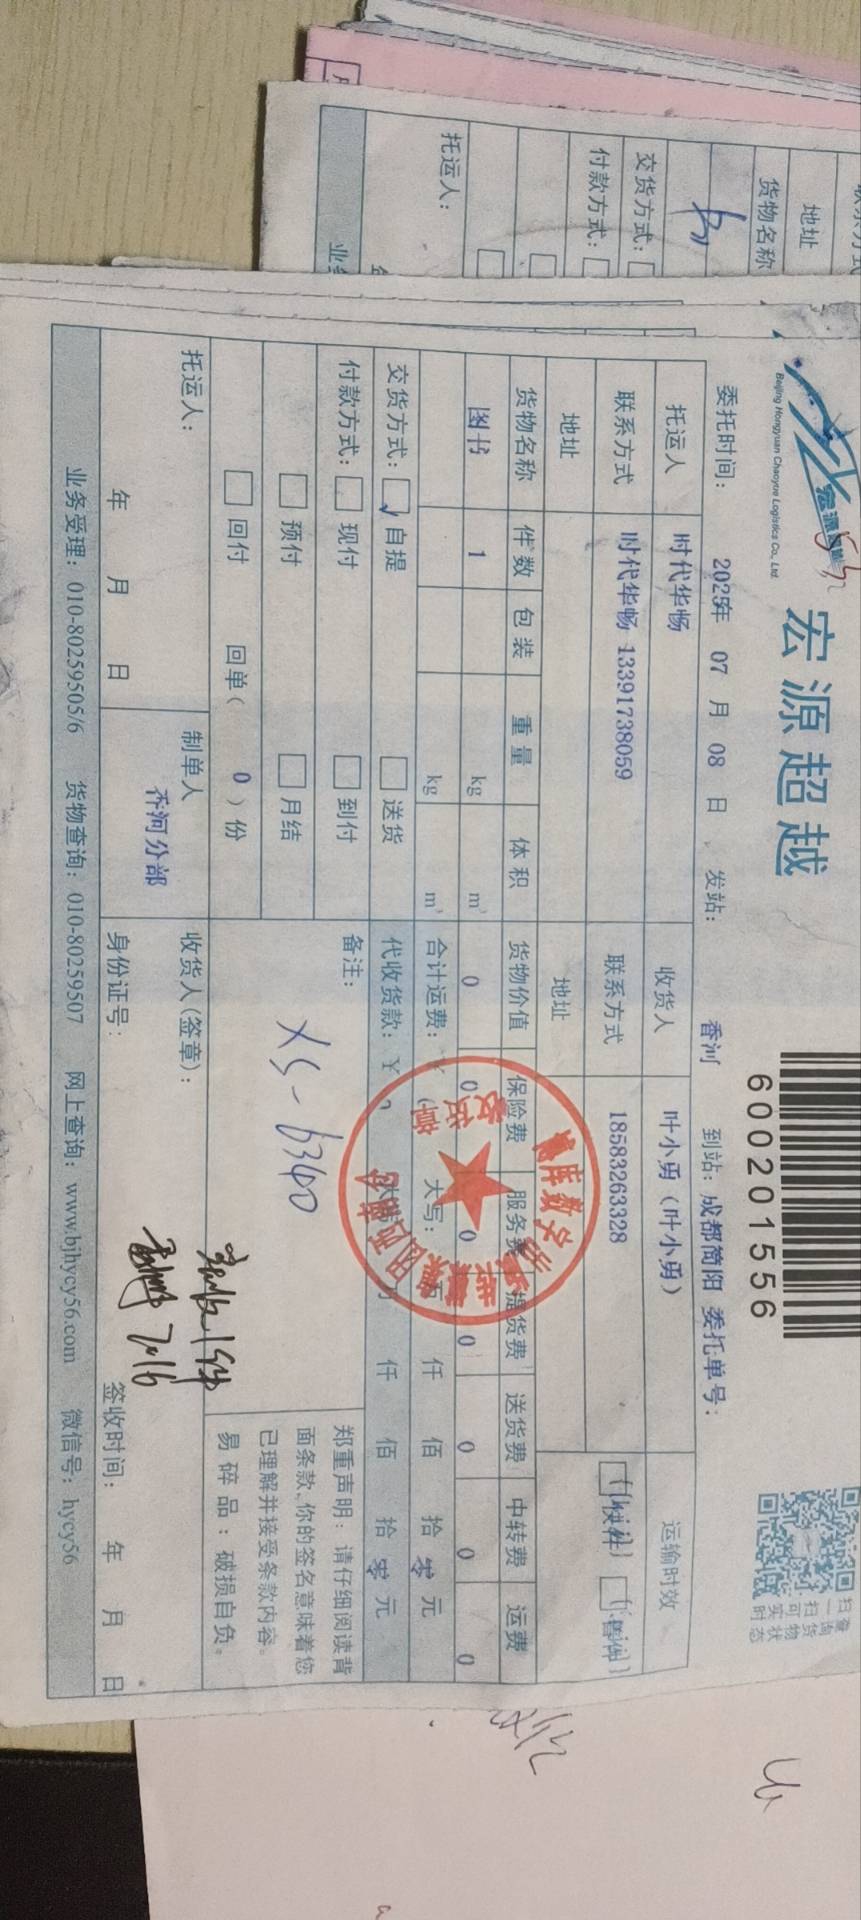 宏源超越
Beijing Hongyuan Chaoyue Logistics Co., Ltd.
6002015​56
扫一扫 货物状态
查询可实时
委托时间: 2025年 07 月 08 日 发站: 香河 到站: 成都简阳 委托单号:
托运人 时代华畅 收货人 叶小勇(叶小勇) 运输时效
联系方式 时代华畅 13391738059 联系方式 18583263328
地址 地址
货物名称 件数 包装 重量 体积 货物价值 保险费 服务费 提货费 送货费 中转费 运费
图书 1 kg m³ 0 0 0 0 0 0 0
kg m³ 合计运费: 大写: 仟 佰 拾 零 元
交货方式: 自提 送货 代收货款: ¥ 仟 佰 拾 零 元
付款方式: 现付 到付 备注:
预付 月结 XS-6340
回付 回单( 0 )份
郑重声明: 请仔细阅读背
面条款,你的签名意味着您
已理解并接受条款内容。
易碎品: 破损自负。
托运人: 制单人 收货人(签章):
香河分部
年 月 日 身份证号: 签收时间: 年 月 日
业务受理: 010-80259505/6 货物查询: 010-80259507 网上查询: www.bjhycy56.com 微信号: hycy56
地址
货物名称
交货方式:
付款方式:
托运人: